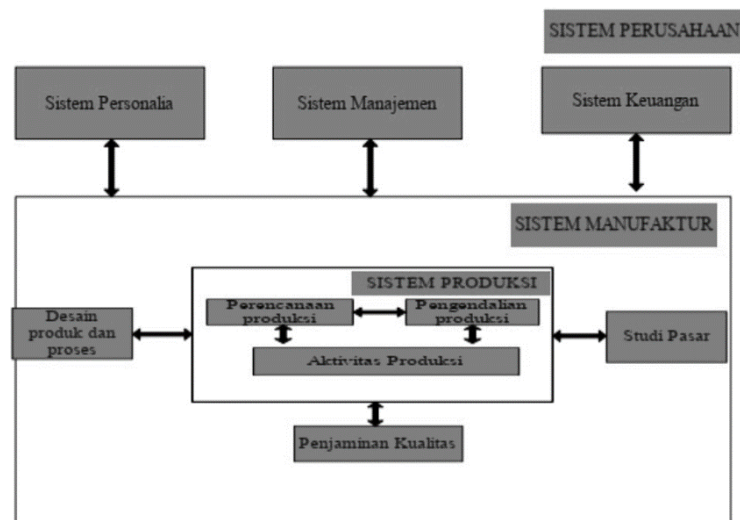 SISTEM PERUSAHAAN
Sistem Personalia
Sistem Manajemen
Sistem Keuangan
SISTEM MANUFAKTUR
SISTEM PRODUKSI
Perencanaan
produksi
Pengendalian
produksi
Desain
produk dan
proses
Studi Pasar
Aktivitas Produksi
Penjaminan Kualitas